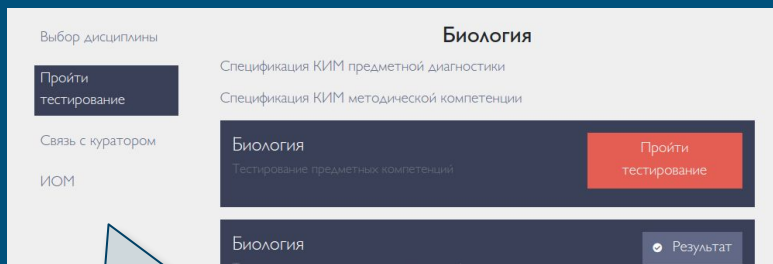 Выбор дисциплины
Пройти
тестирование
Связь с куратором
ИОМ
Биология
Спецификация КИМ предметной диагностики
Спецификация КИМ методической компетенции
Биология
Тестирование предметных компетенций
Пройти
тестирование
Биология
Результат